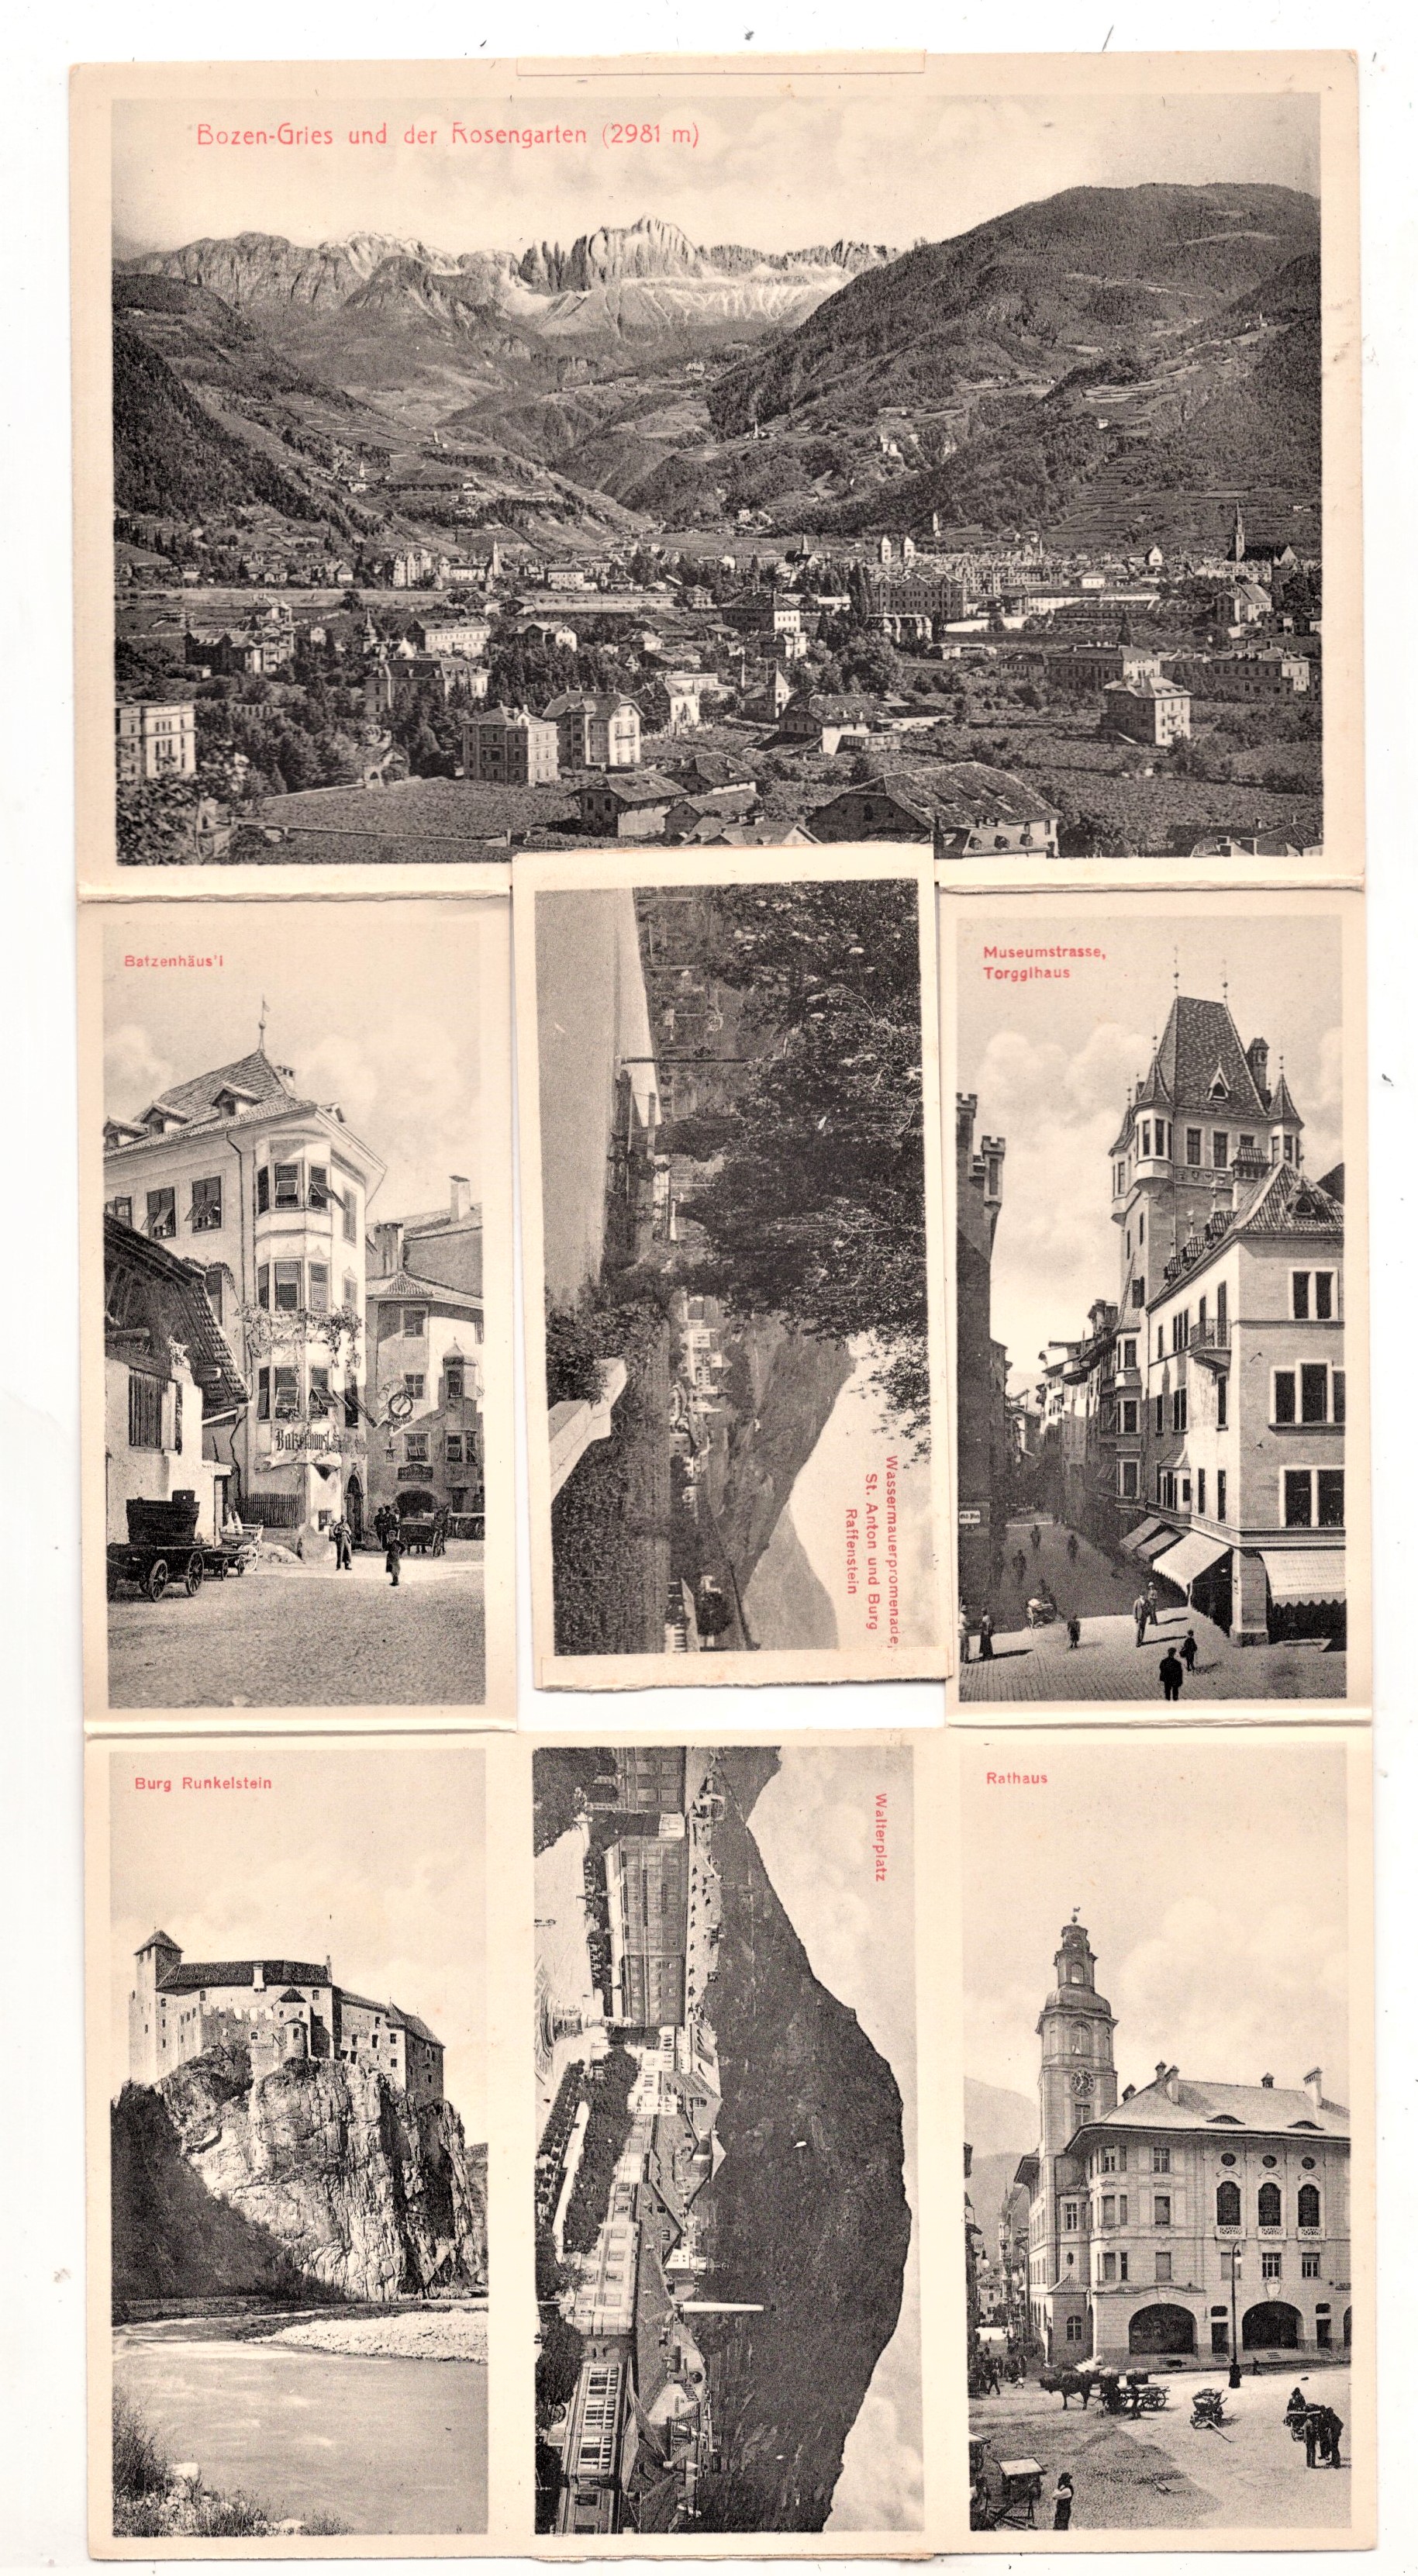 Bozen-Gries und der Rosengarten (2981 m)
Batzenhäus'l
Wassermauerpromenade,
St. Anton und Burg
Raffenstein
Museumstrasse,
Torgglhaus
Burg Runkelstein
Walterplatz
Rathaus